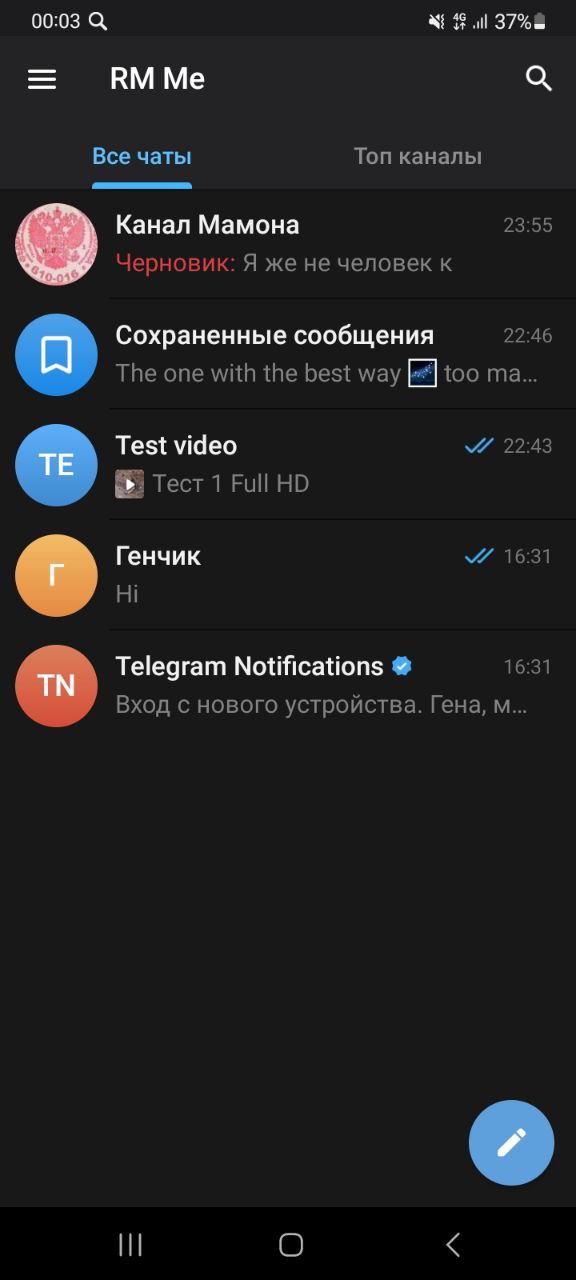 00:03 4G 37%
RM Me
Все чаты Топ каналы
Канал Мамона 23:55
Черновик: Я же не человек к
610-016
Сохраненные сообщения 22:46
The one with the best way too ma...
TE
Test video 22:43
Тест 1 Full HD
Г
Генчик 16:31
Hi
TN
Telegram Notifications 16:31
Вход с нового устройства. Гена, м...